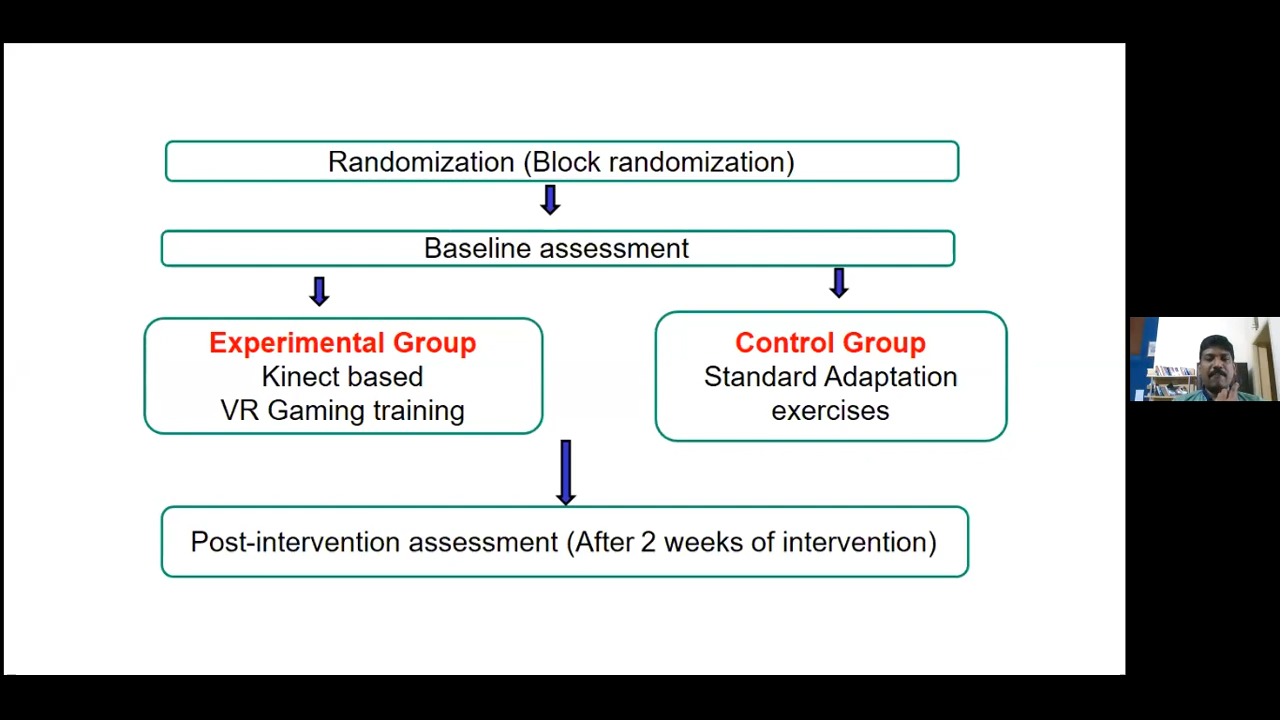 Randomization (Block randomization)
Baseline assessment
Experimental Group
Kinect based
VR Gaming training
Control Group
Standard Adaptation
exercises
Post-intervention assessment (After 2 weeks of intervention)